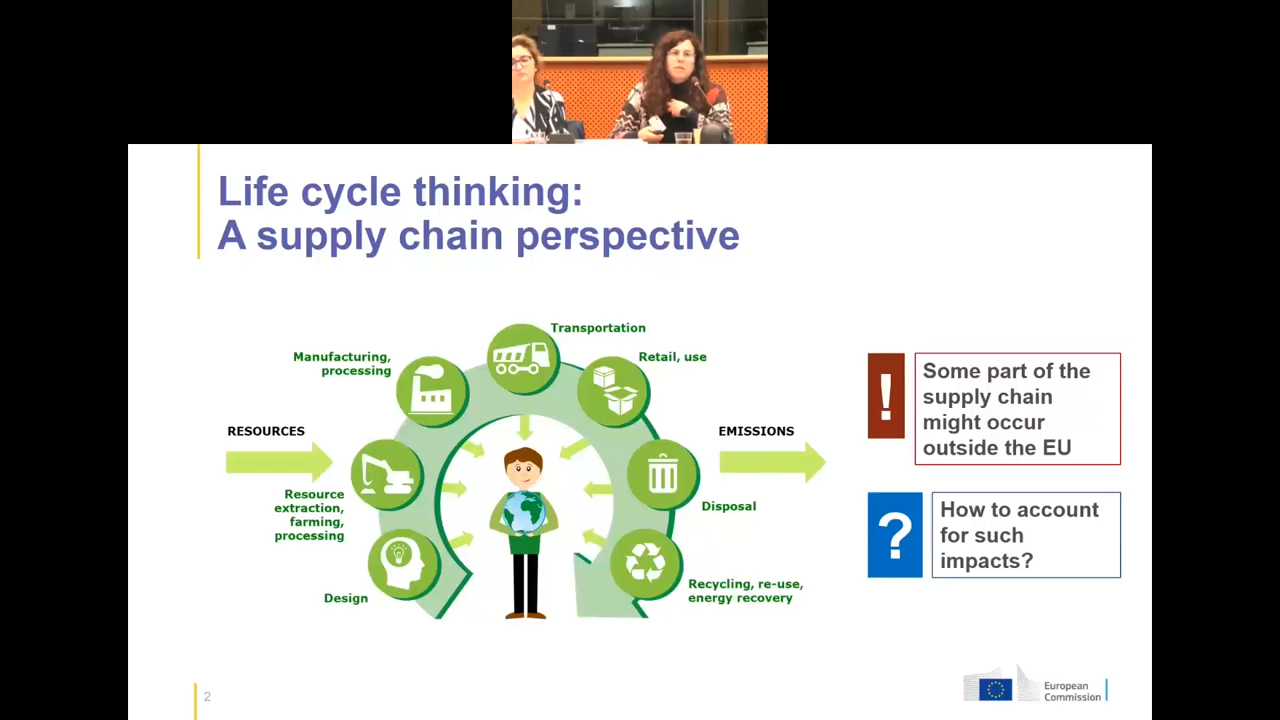 Life cycle thinking:
A supply chain perspective
Transportation
Manufacturing,
processing
Retail, use
RESOURCES
EMISSIONS
Resource
extraction,
farming,
processing
Disposal
Design
Recycling, re-use,
energy recovery
!
Some part of the
supply chain
might occur
outside the EU
?
How to account
for such
impacts?
2
European
Commission